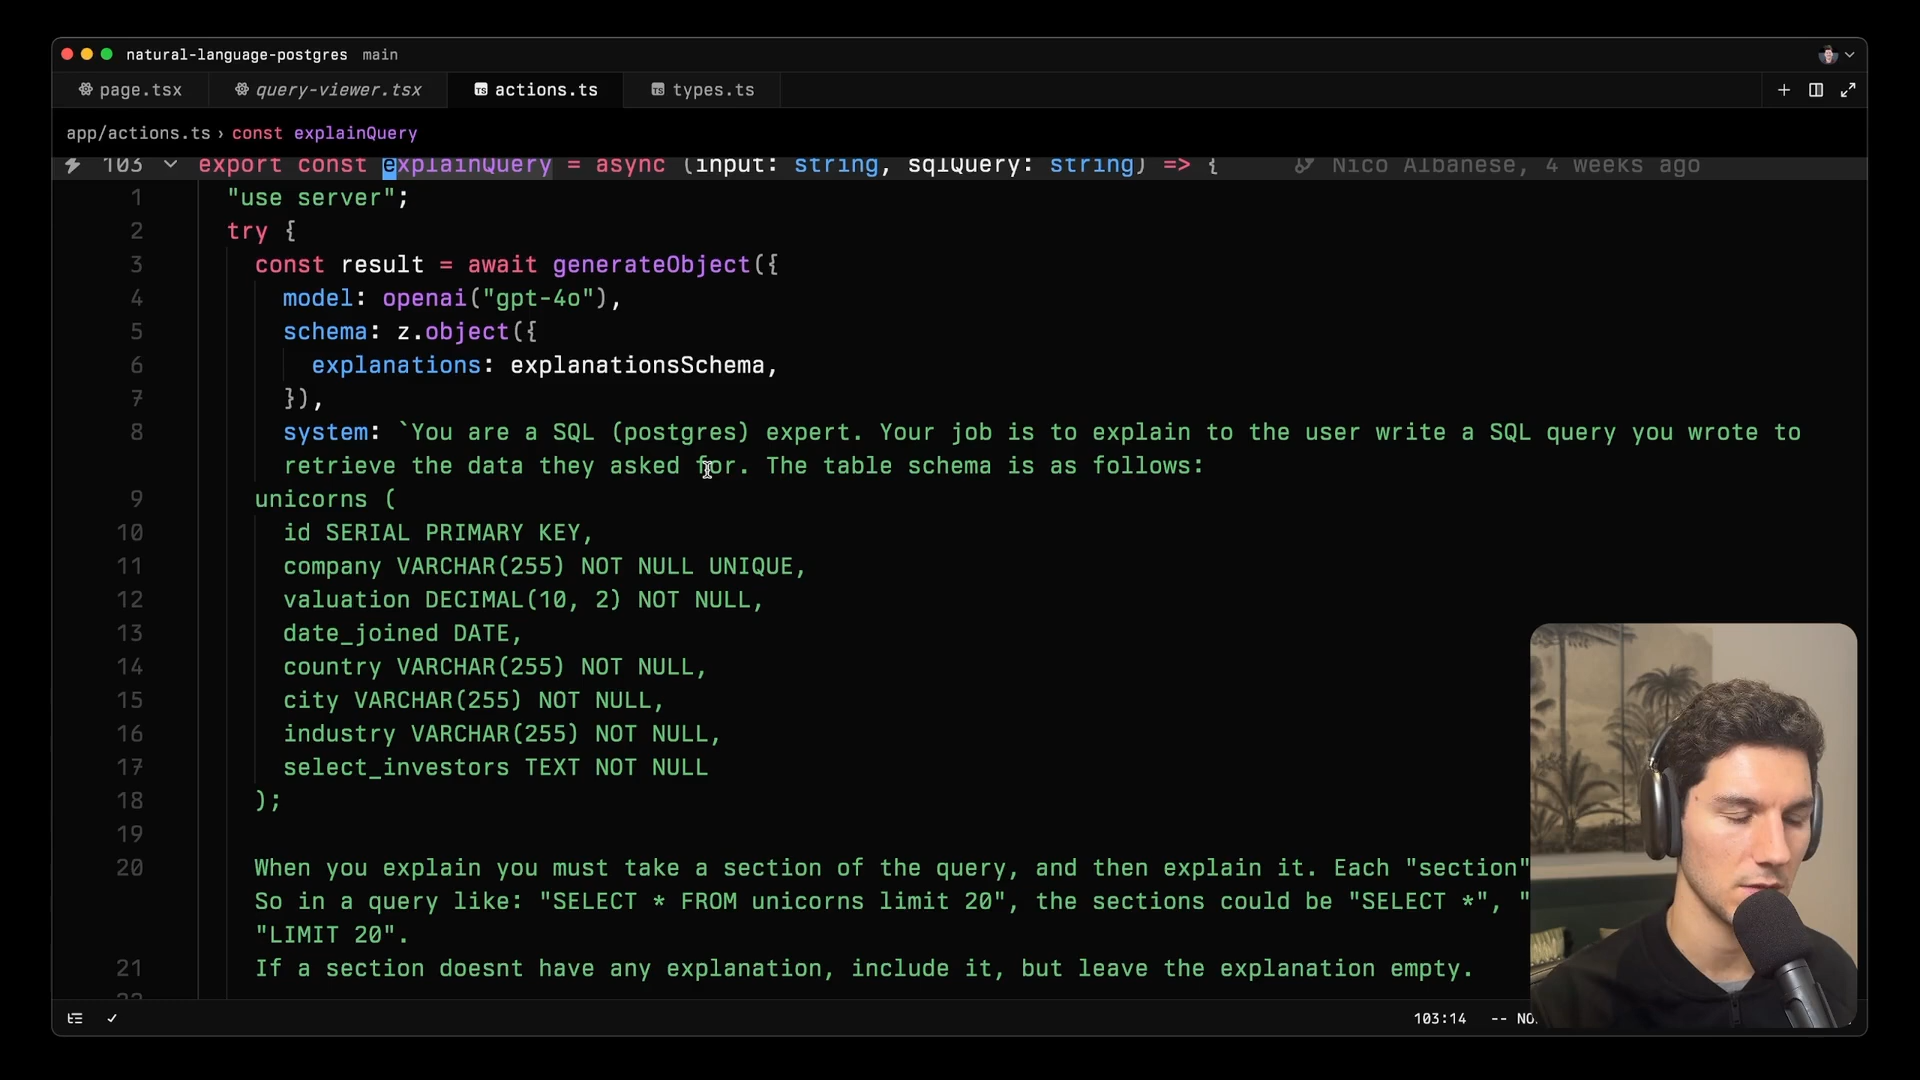 natural-language-postgres main
page.tsx query-viewer.tsx TS actions.ts TS types.ts
app/actions.ts › const explainQuery
103 export const explainQuery = async (input: string, sqlQuery: string) => { Nico Albanese, 4 weeks ago
1 "use server";
2 try {
3 const result = await generateObject({
4 model: openai("gpt-4o"),
5 schema: z.object({
6 explanations: explanationsSchema,
7 }),
8 system: `You are a SQL (postgres) expert. Your job is to explain to the user write a SQL query you wrote to
retrieve the data they asked for. The table schema is as follows:
9 unicorns (
10 id SERIAL PRIMARY KEY,
11 company VARCHAR(255) NOT NULL UNIQUE,
12 valuation DECIMAL(10, 2) NOT NULL,
13 date_joined DATE,
14 country VARCHAR(255) NOT NULL,
15 city VARCHAR(255) NOT NULL,
16 industry VARCHAR(255) NOT NULL,
17 select_investors TEXT NOT NULL
18 );
19
20 When you explain you must take a section of the query, and then explain it. Each "section"
So in a query like: "SELECT * FROM unicorns limit 20", the sections could be "SELECT *", "
"LIMIT 20".
21 If a section doesnt have any explanation, include it, but leave the explanation empty.
103:14 -- NO